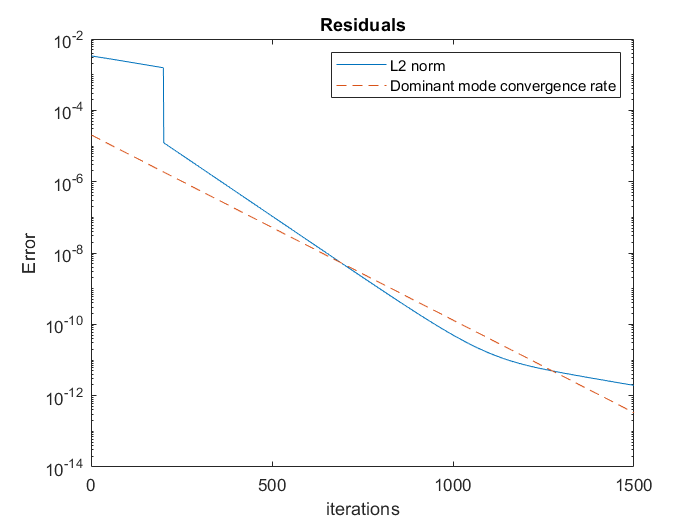 Residuals
L2 norm
Dominant mode convergence rate
Error
10-2
10-4
10-6
10-8
10-10
10-12
10-14
0 500 1000 1500
iterations